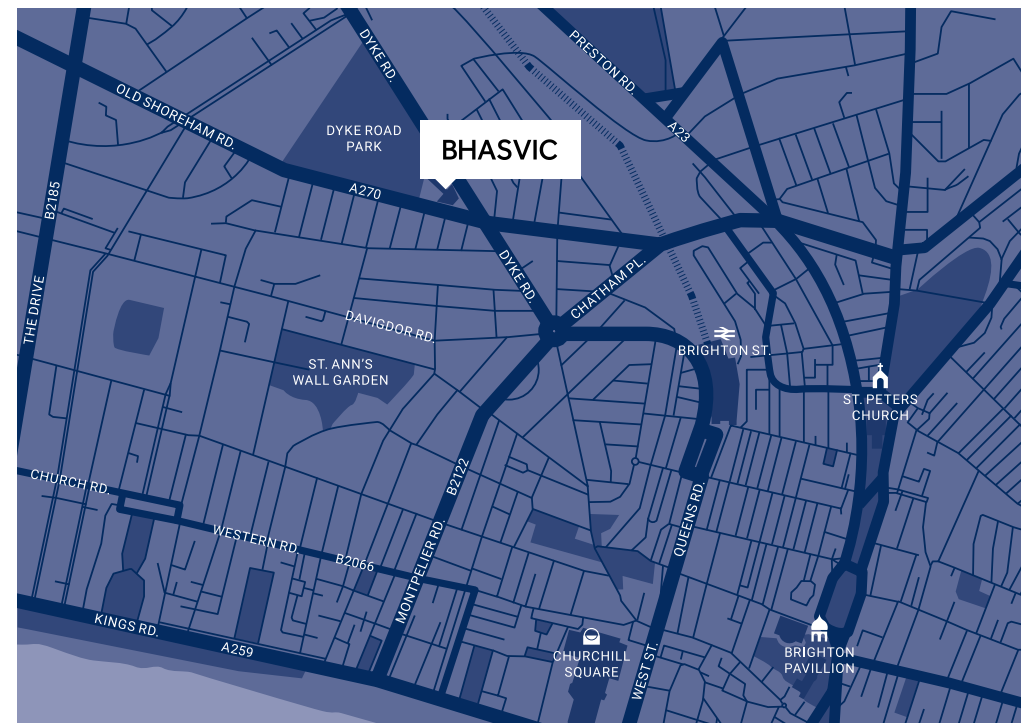 DYKE RD.
PRESTON RD.
OLD SHOREHAM RD.
DYKE ROAD
PARK
BHASVIC
A23
B2185
A270
DYKE RD.
CHATHAM PL.
THE DRIVE
DAVIGDOR RD.
BRIGHTON ST.
ST. ANN'S
WALL GARDEN
ST. PETERS
CHURCH
CHURCH RD.
B2122
QUEENS RD.
WESTERN RD.
B2066
MONTPELIER RD.
KINGS RD.
A259
CHURCHILL
SQUARE
WEST ST.
BRIGHTON
PAVILLION